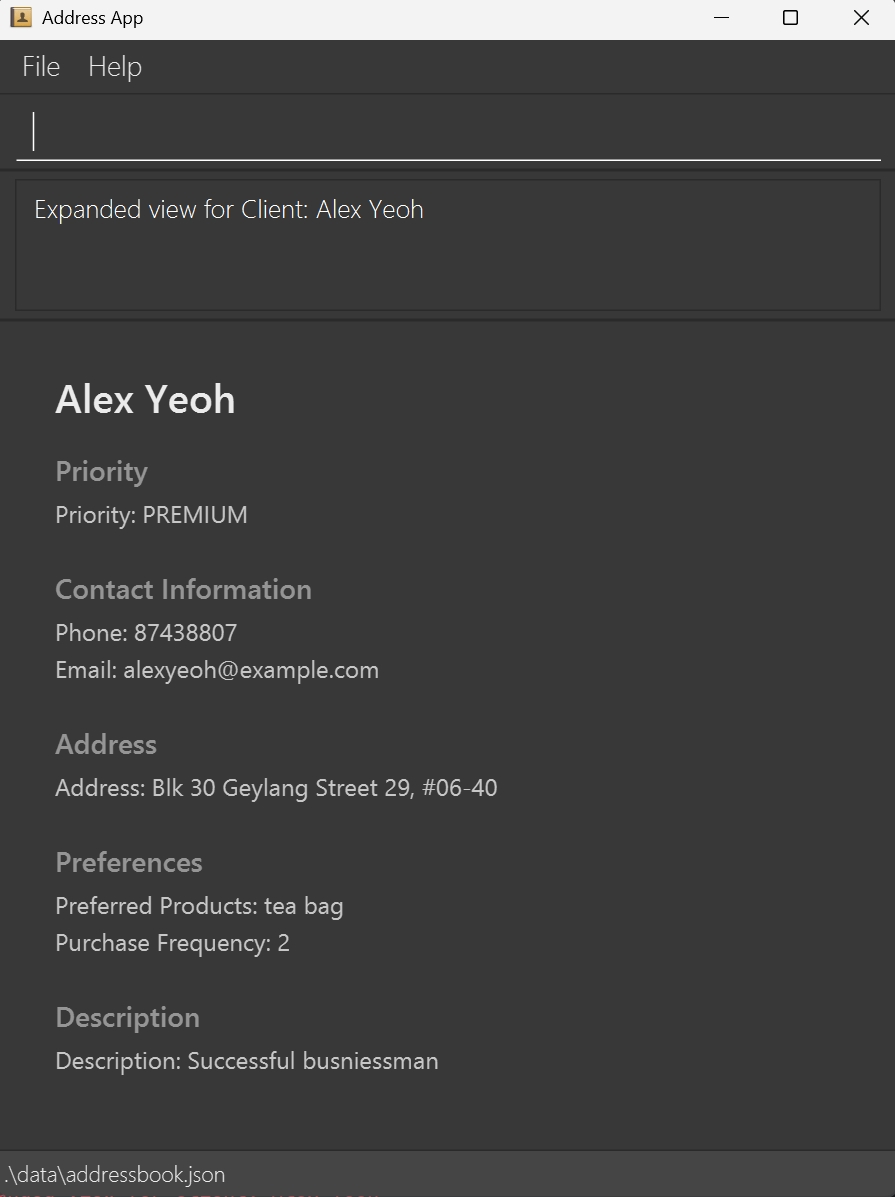 Address App
File Help
Expanded view for Client: Alex Yeoh
Alex Yeoh
Priority
Priority: PREMIUM
Contact Information
Phone: 87438807
Email: alexyeoh@example.com
Address
Address: Blk 30 Geylang Street 29, #06-40
Preferences
Preferred Products: tea bag
Purchase Frequency: 2
Description
Description: Successful busniessman
.\data\addressbook.json